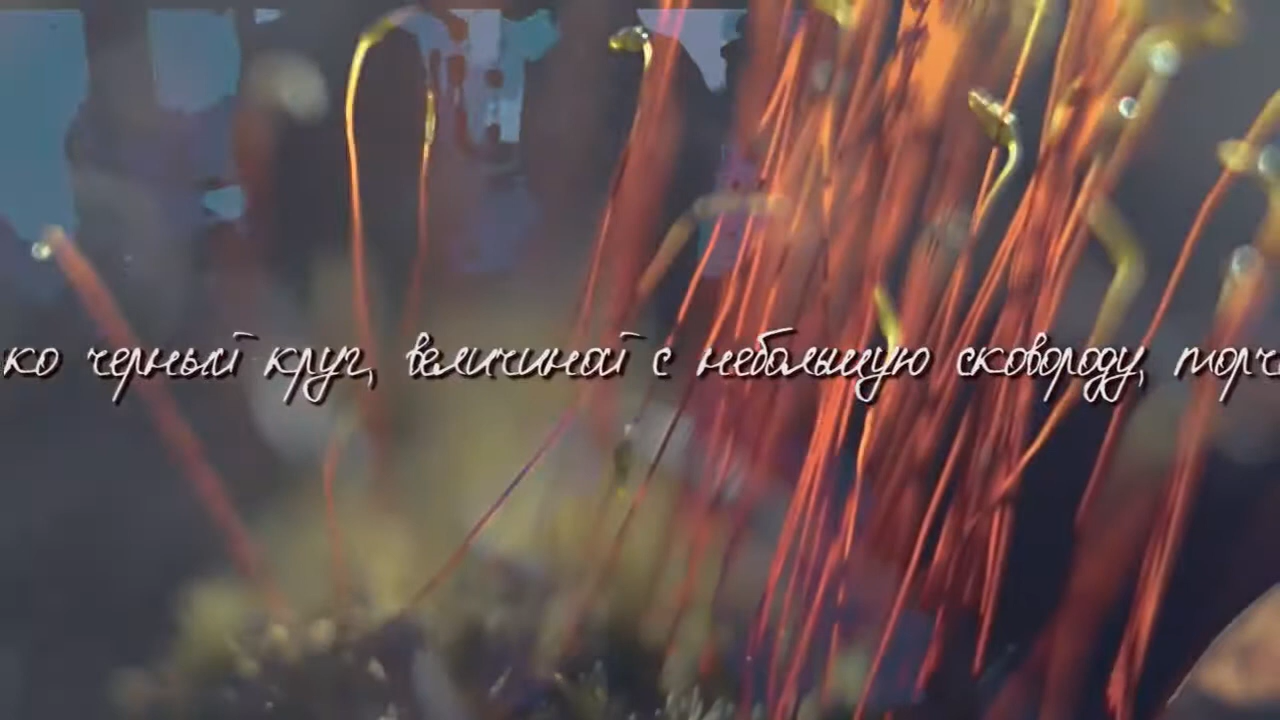 ко черный круг, величиной с небольшую сковороду, торч